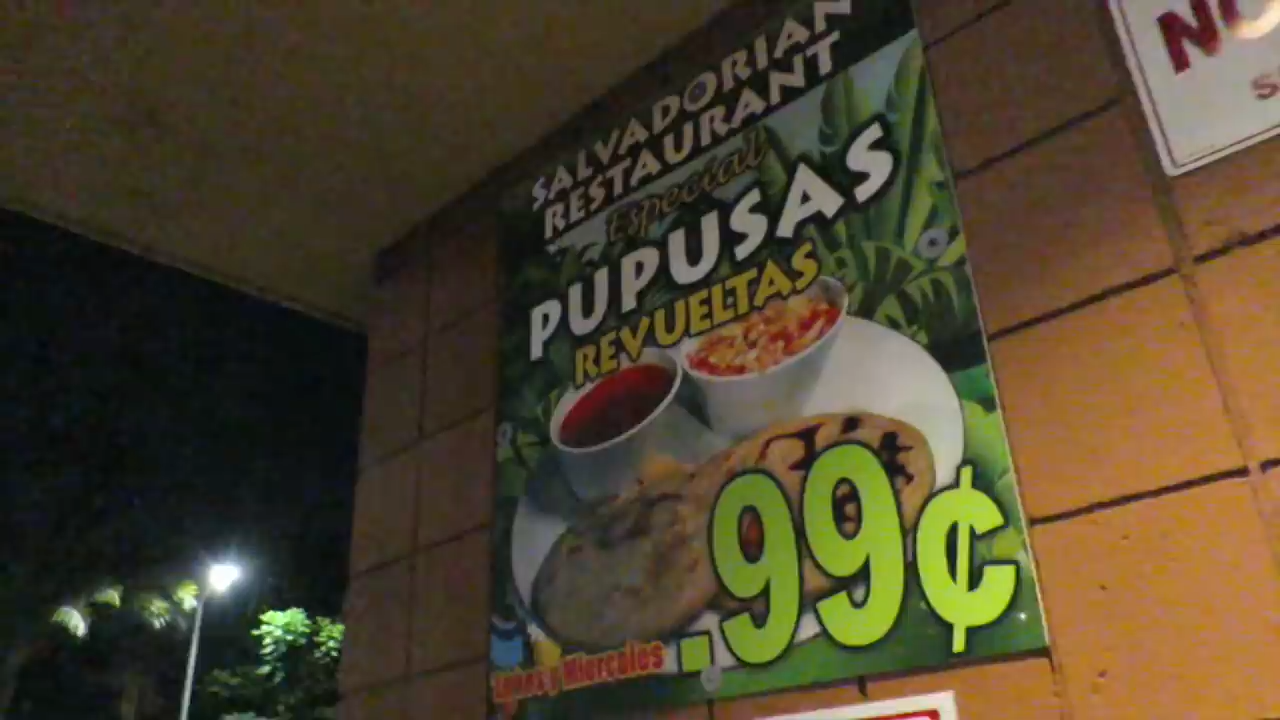 SALVADORIAN
RESTAURANT
Especial
PUPUSAS
REVUELTAS
.99¢
Lunes y Miercoles